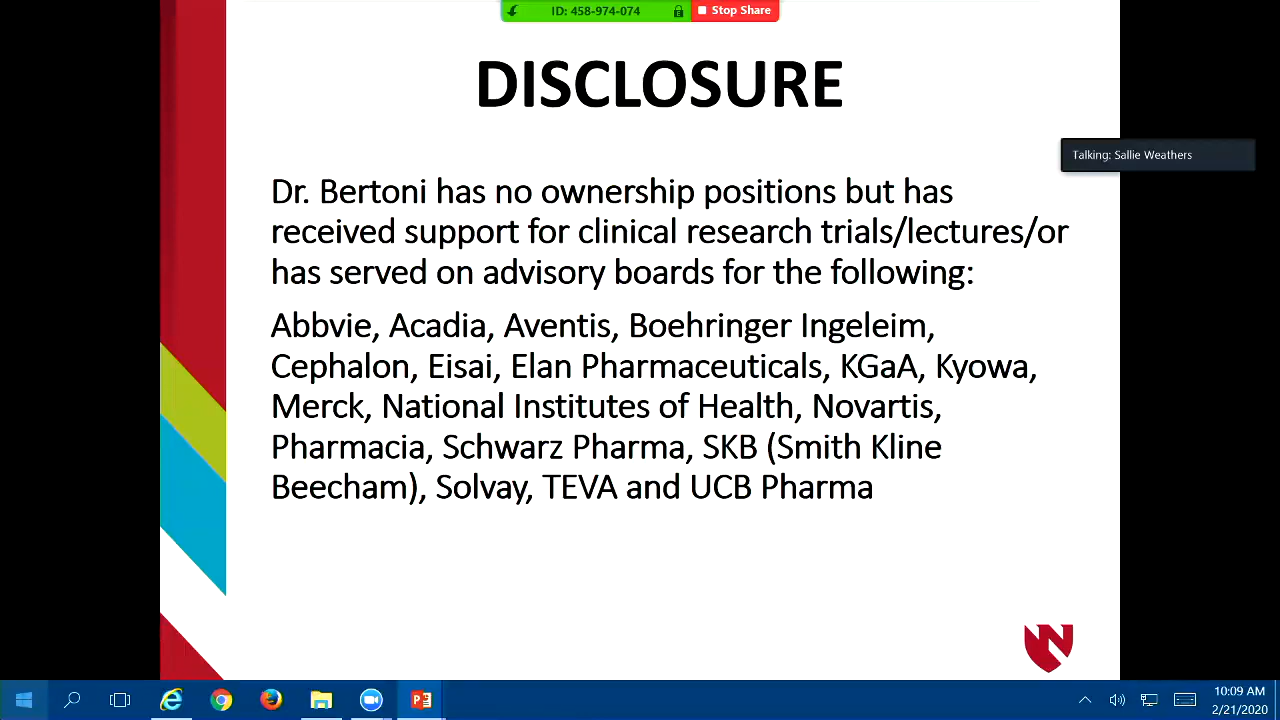 ID: 458-974-074
Stop Share
DISCLOSURE
Talking: Sallie Weathers
Dr. Bertoni has no ownership positions but has
received support for clinical research trials/lectures/or
has served on advisory boards for the following:
Abbvie, Acadia, Aventis, Boehringer Ingeleim,
Cephalon, Eisai, Elan Pharmaceuticals, KGaA, Kyowa,
Merck, National Institutes of Health, Novartis,
Pharmacia, Schwarz Pharma, SKB (Smith Kline
Beecham), Solvay, TEVA and UCB Pharma
10:09 AM
2/21/2020